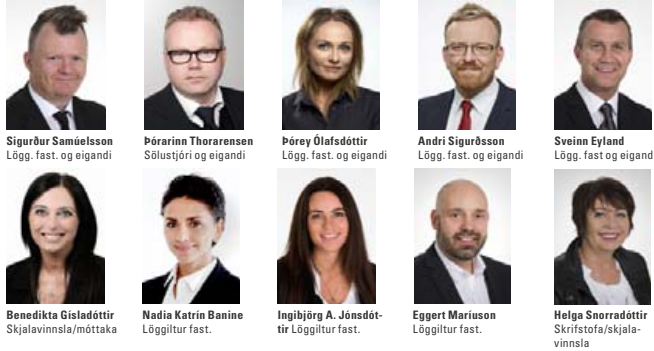 Sigurður Samúelsson
Lögg. fast. og eigandi
Þórarinn Thorarensen
Sölustjóri og eigandi
Þórey Ólafsdóttir
Lögg. fast. og eigandi
Andri Sigurðsson
Lögg. fast. og eigandi
Sveinn Eyland
Lögg. fast og eigand
Benedikta Gísladóttir
Skjalavinnsla/móttaka
Nadia Katrín Banine
Löggiltur fast.
Ingibjörg A. Jónsdót-
tir Löggiltur fast.
Eggert Maríuson
Löggiltur fast.
Helga Snorradóttir
Skrifstofa/skjala-
vinnsla